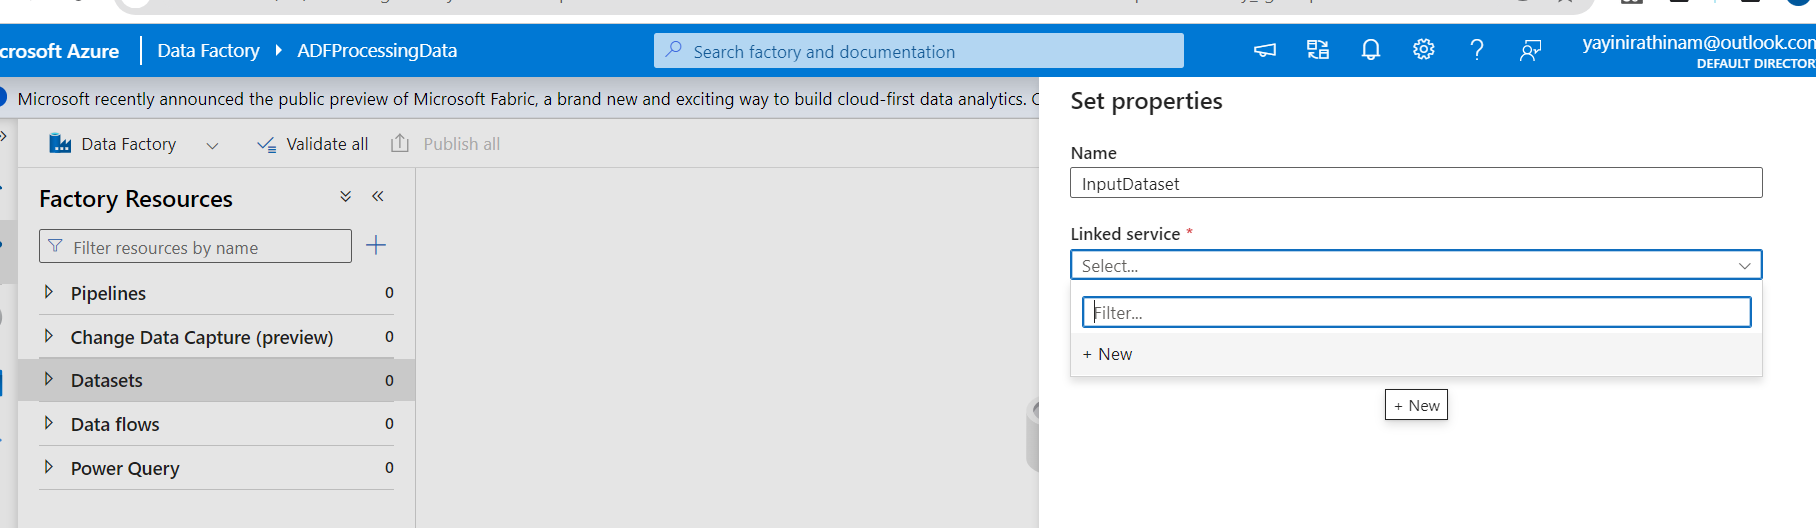 crosoft Azure
Data Factory
ADFProcessingData
Search factory and documentation
yayinirathinam@outlook.com
DEFAULT DIRECTOR
Microsoft recently announced the public preview of Microsoft Fabric, a brand new and exciting way to build cloud-first data analytics.
Data Factory
Validate all
Publish all
Factory Resources
Filter resources by name
Pipelines 0
Change Data Capture (preview) 0
Datasets 0
Data flows 0
Power Query 0
Set properties
Name
InputDataset
Linked service *
Select...
Filter...
+ New
+ New